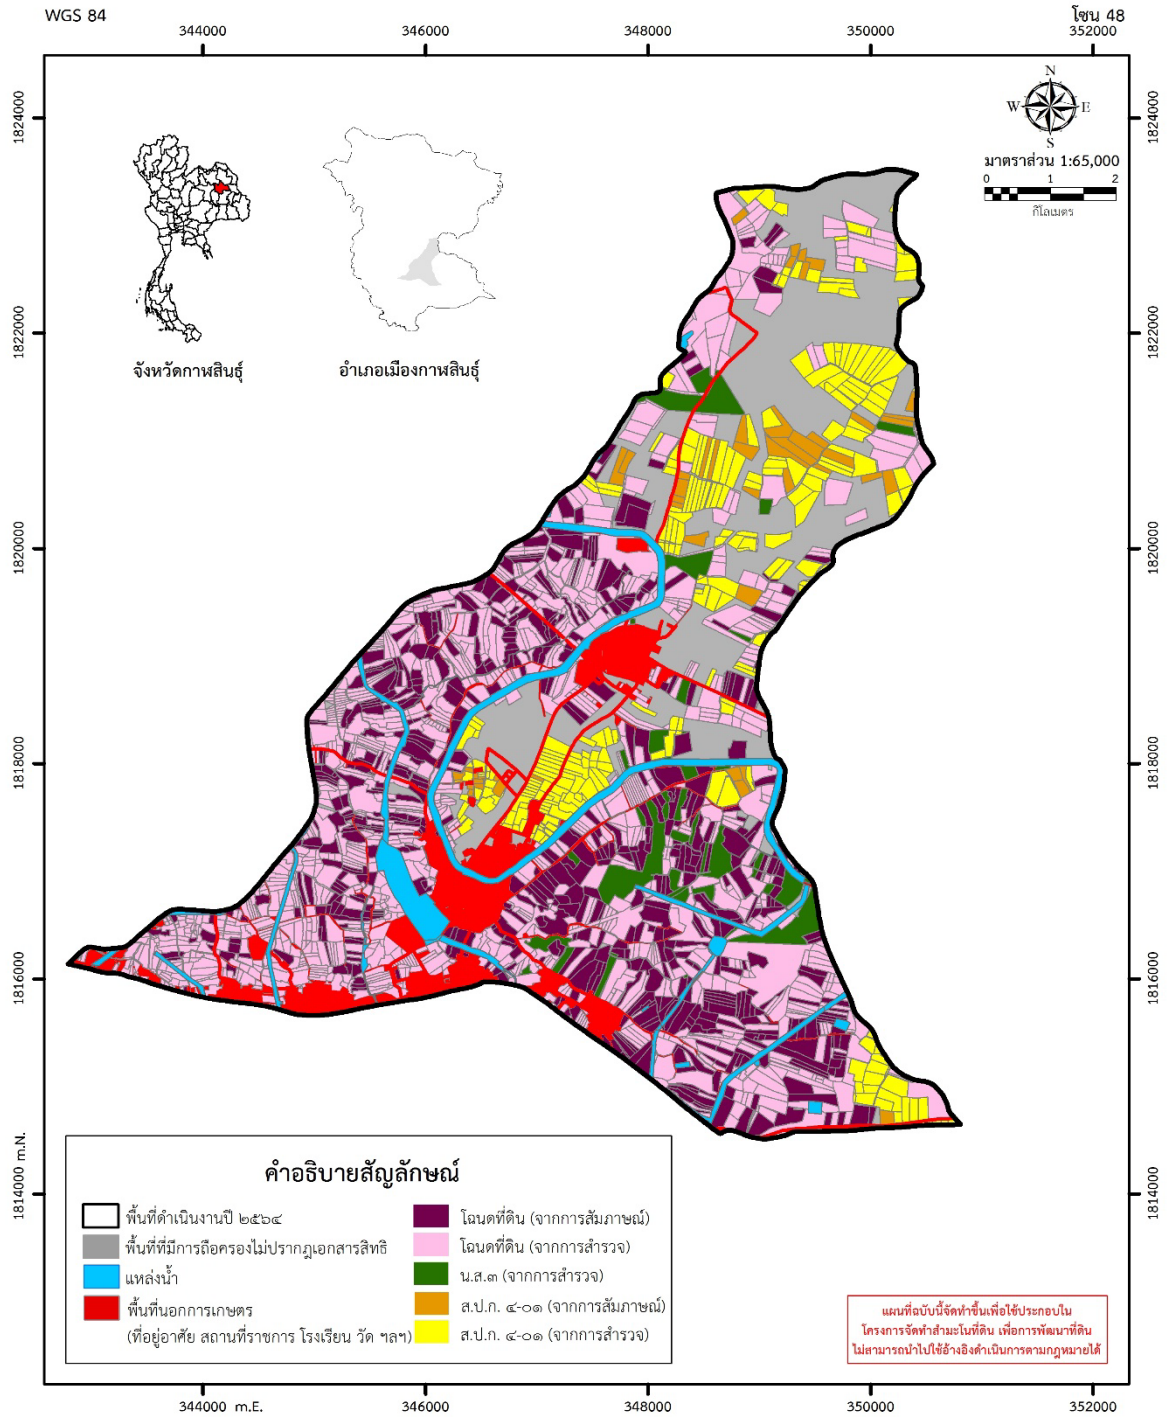 WGS 84
โซน 48
344000
346000
348000
350000
352000
1824000
1822000
1820000
1818000
1816000
1814000 m.N.
1824000
1822000
1820000
1818000
1816000
1814000
N
W
E
S
มาตราส่วน 1:65,000
0 1 2
กิโลเมตร
จังหวัดกาฬสินธุ์
อำเภอเมืองกาฬสินธุ์
คำอธิบายสัญลักษณ์
พื้นที่ดำเนินงานปี ๒๕๖๔
พื้นที่ที่มีการถือครองไม่ปรากฎเอกสารสิทธิ
แหล่งน้ำ
พื้นที่นอกการเกษตร
(ที่อยู่อาศัย สถานที่ราชการ โรงเรียน วัด ฯลฯ)
โฉนดที่ดิน (จากการสัมภาษณ์)
โฉนดที่ดิน (จากการสำรวจ)
น.ส.๓ (จากการสำรวจ)
ส.ป.ก. ๔-๐๑ (จากการสัมภาษณ์)
ส.ป.ก. ๔-๐๑ (จากการสำรวจ)
แผนที่ฉบับนี้จัดทำขึ้นเพื่อใช้ประกอบใน
โครงการจัดทำสำมะโนที่ดิน เพื่อการพัฒนาที่ดิน
ไม่สามารถนำไปใช้อ้างอิงดำเนินการตามกฎหมายได้
344000 m.E.
346000
348000
350000
352000